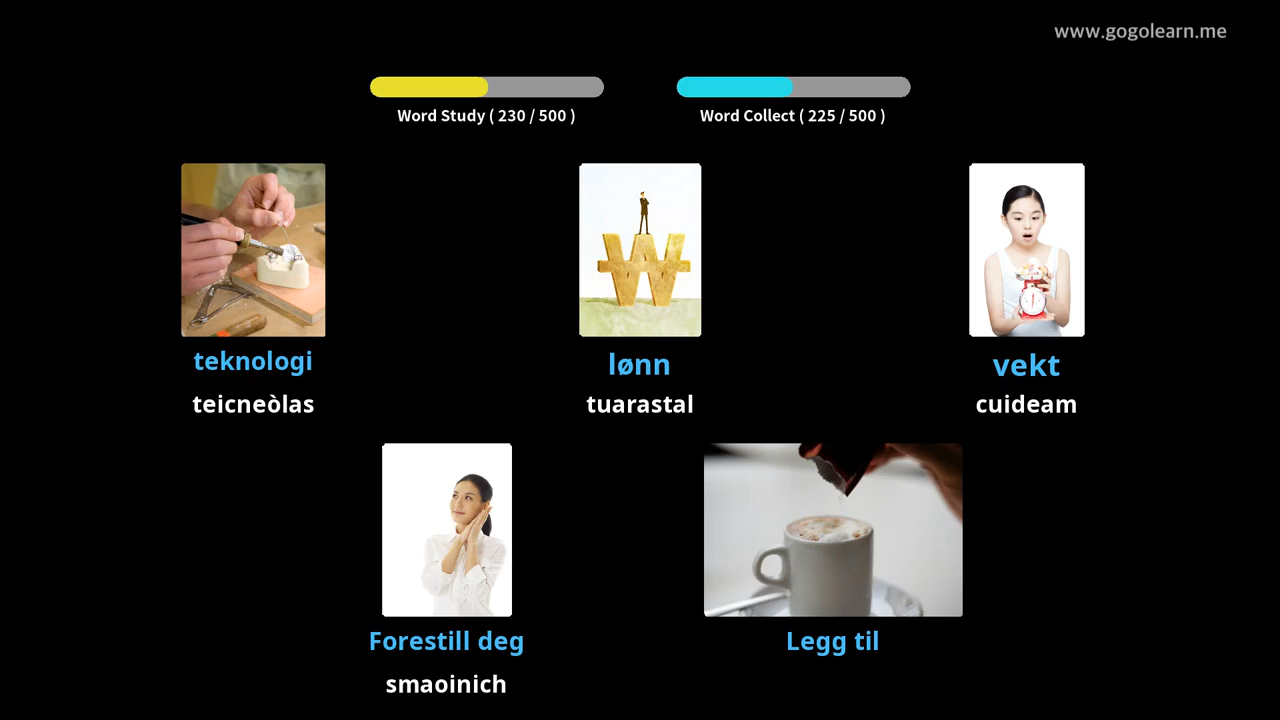 www.gogolearn.me
Word Study ( 230 / 500 )
Word Collect ( 225 / 500 )
teknologi
lønn
vekt
teicneòlas
tuarastal
cuideam
Forestill deg
Legg til
smaoinich